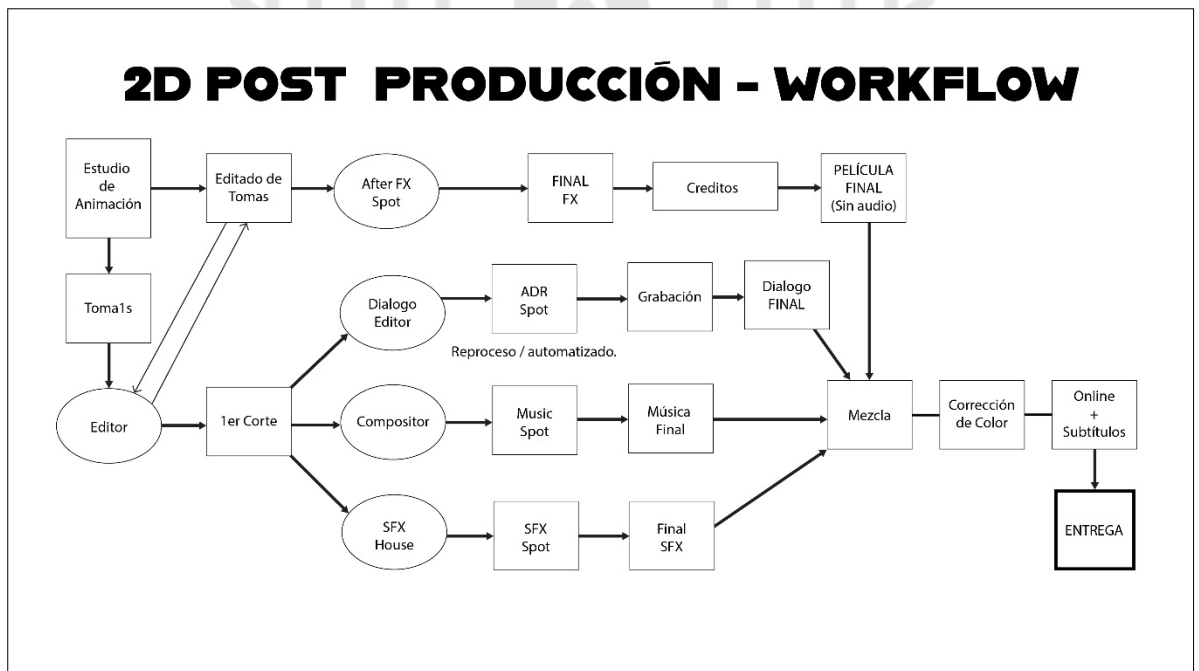 2D POST PRODUCCIÓN - WORKFLOW
Estudio
de
Animación
Editado de
Tomas
After FX
Spot
FINAL
FX
Creditos
PELÍCULA
FINAL
(Sin audio)
Toma1s
Dialogo
Editor
ADR
Spot
Grabación
Dialogo
FINAL
Reproceso / automatizado.
Editor
1er Corte
Compositor
Music
Spot
Música
Final
Mezcla
Corrección
de Color
Online
+
Subtítulos
SFX
House
SFX
Spot
Final
SFX
ENTREGA